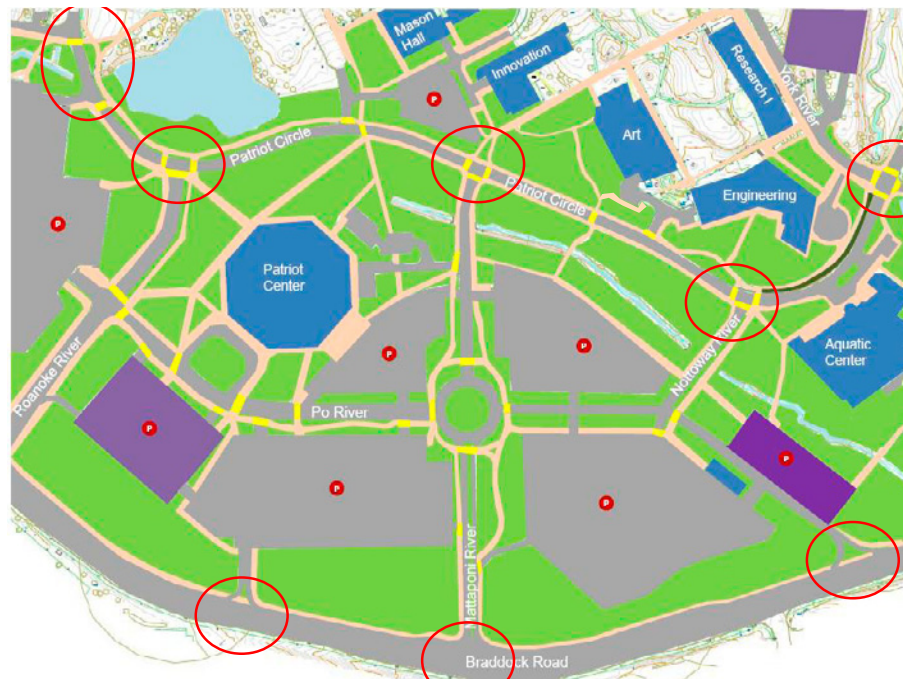 Mason
Hall
Innovation
Research I
York River
Art
Patriot Circle
Patriot Circle
Engineering
P
P
Patriot
Center
Aquatic
Center
Nottoway River
P
P
Roanoke River
Po River
P
P
P
P
Mattaponi River
Braddock Road